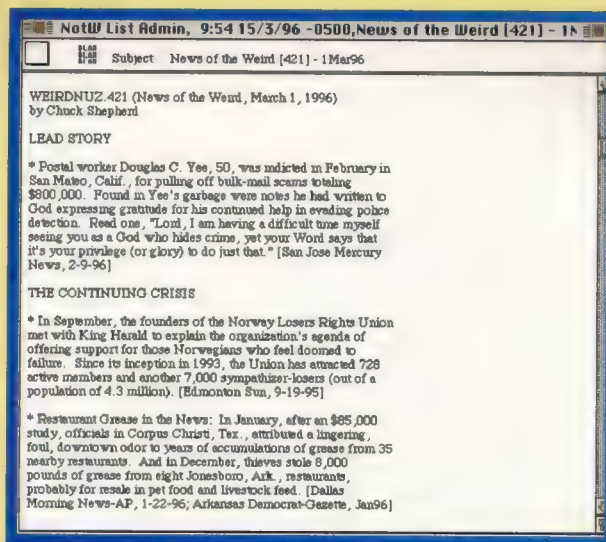 NotW List Admin, 9:54 15/3/96 -0500,News of the Weird [421] - 1M
BLAH
BLAH
BLAH
Subject News of the Weird [421] - 1Mar96
WEIRDNUZ.421 (News of the Weird, March 1, 1996)
by Chuck Shepherd
LEAD STORY
* Postal worker Douglas C. Yee, 50, was indicted in February in
San Mateo, Calif., for pulling off bulk-mail scams totaling
$800,000. Found in Yee's garbage were notes he had written to
God expressing gratitude for his continued help in evading police
detection. Read one, "Lord, I am having a difficult time myself
seeing you as a God who hides crime, yet your Word says that
it's your privilege (or glory) to do just that." [San Jose Mercury
News, 2-9-96]
THE CONTINUING CRISIS
* In September, the founders of the Norway Losers Rights Union
met with King Harald to explain the organization's agenda of
offering support for those Norwegians who feel doomed to
failure. Since its inception in 1993, the Union has attracted 728
active members and another 7,000 sympathizer-losers (out of a
population of 4.3 million). [Edmonton Sun, 9-19-95]
* Restaurant Grease in the News: In January, after an $85,000
study, officials in Corpus Christi, Tex., attributed a lingering,
foul, downtown odor to years of accumulations of grease from 35
nearby restaurants. And in December, thieves stole 8,000
pounds of grease from eight Jonesboro, Ark., restaurants,
probably for resale in pet food and livestock feed. [Dallas
Morning News-AP, 1-22-96; Arkansas Democrat-Gazette, Jan96]